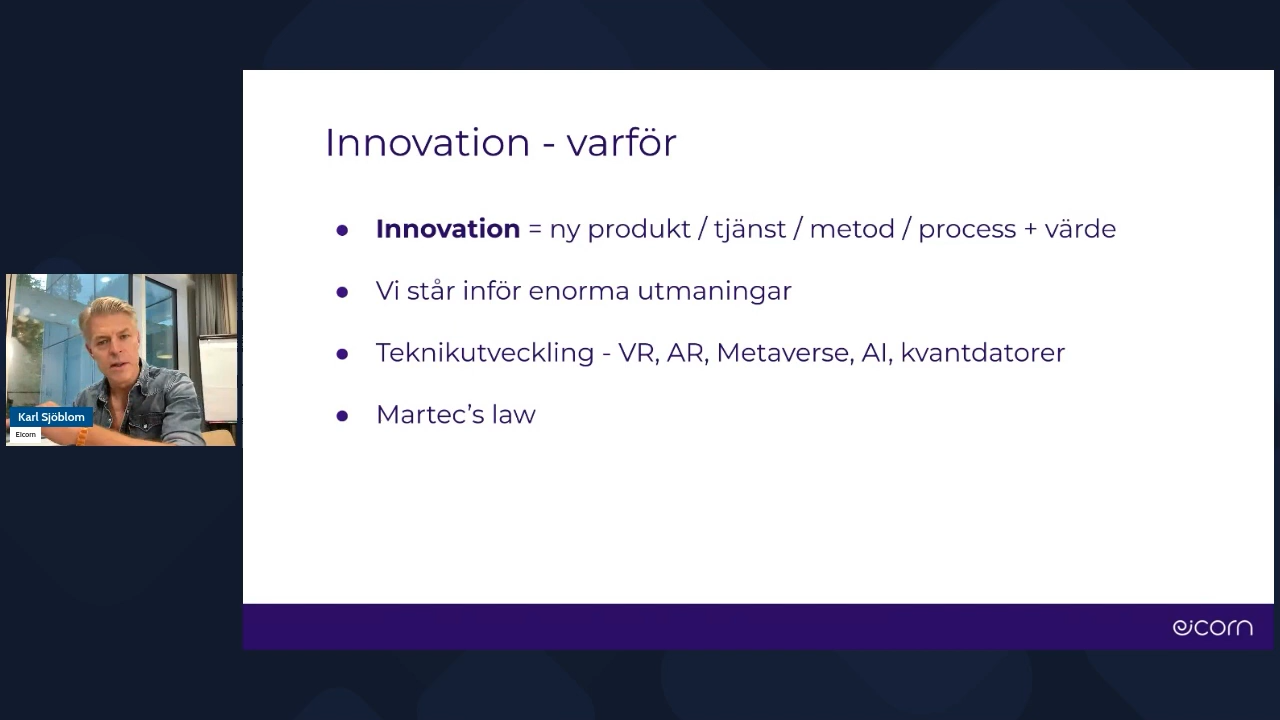 Innovation - varför
● Innovation = ny produkt / tjänst / metod / process + värde
● Vi står inför enorma utmaningar
● Teknikutveckling - VR, AR, Metaverse, AI, kvantdatorer
● Martec’s law
Karl Sjöblom
Eicorn
eicorn